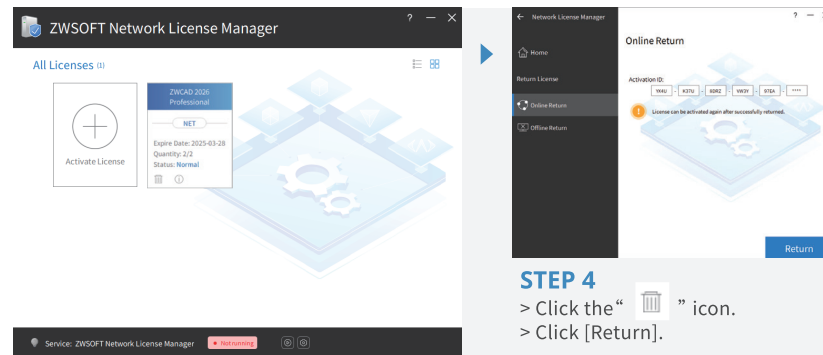 ZWSOFT Network License Manager
? — ×
All Licenses (1)
Activate License
ZWCAD 2026
Professional
NET
Expire Date: 2025-03-28
Quantity: 2/2
Status: Normal
Service: ZWSOFT Network License Manager
Not running
Network License Manager
? —
Home
Return License
Online Return
Offline Return
Online Return
Activation ID:
- K3TU - - VW3Y - 97EA - ****
License can be activated again after successfully returned.
Return
STEP 4
> Click the“ ” icon.
> Click [Return].